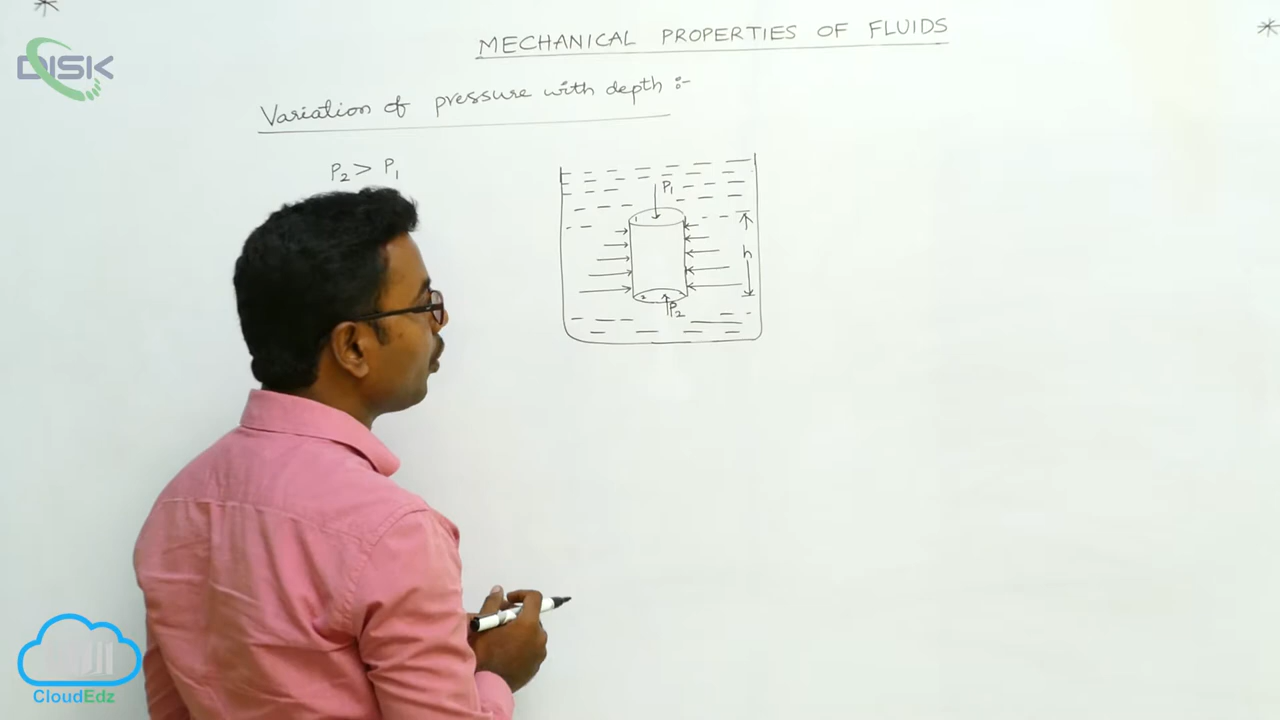 MECHANICAL PROPERTIES OF FLUIDS
DISK
Variation of pressure with depth :-
P₂ > P₁
P₁
h
P₂
CloudEdz